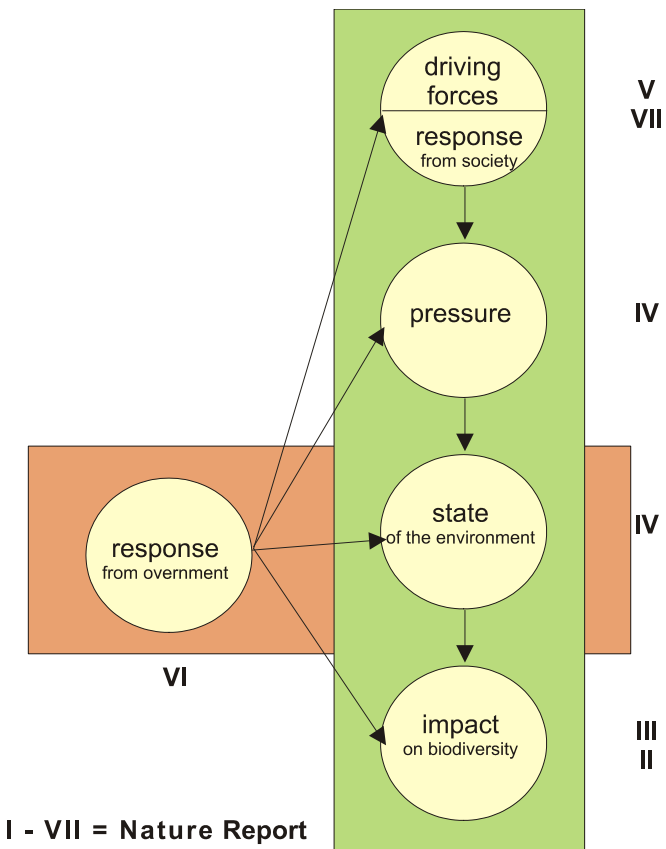 driving
forces
response
from society
V
VII
pressure
IV
state
of the environment
IV
response
from overnment
VI
impact
on biodiversity
III
II
I - VII = Nature Report